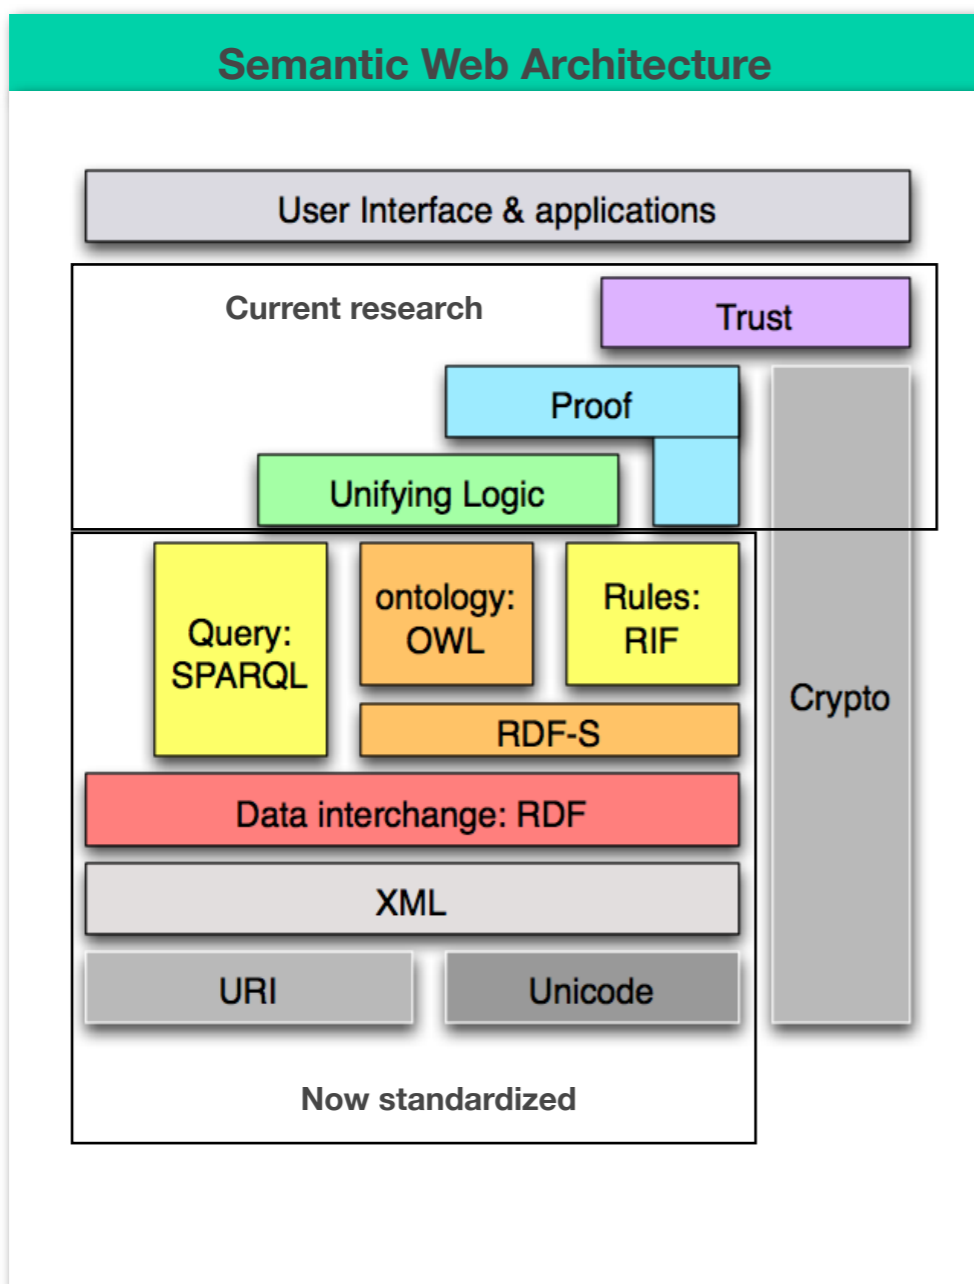 Semantic Web Architecture
User Interface & applications
Current research
Trust
Proof
Unifying Logic
Query:
SPARQL
ontology:
OWL
Rules:
RIF
Crypto
RDF-S
Data interchange: RDF
XML
URI
Unicode
Now standardized